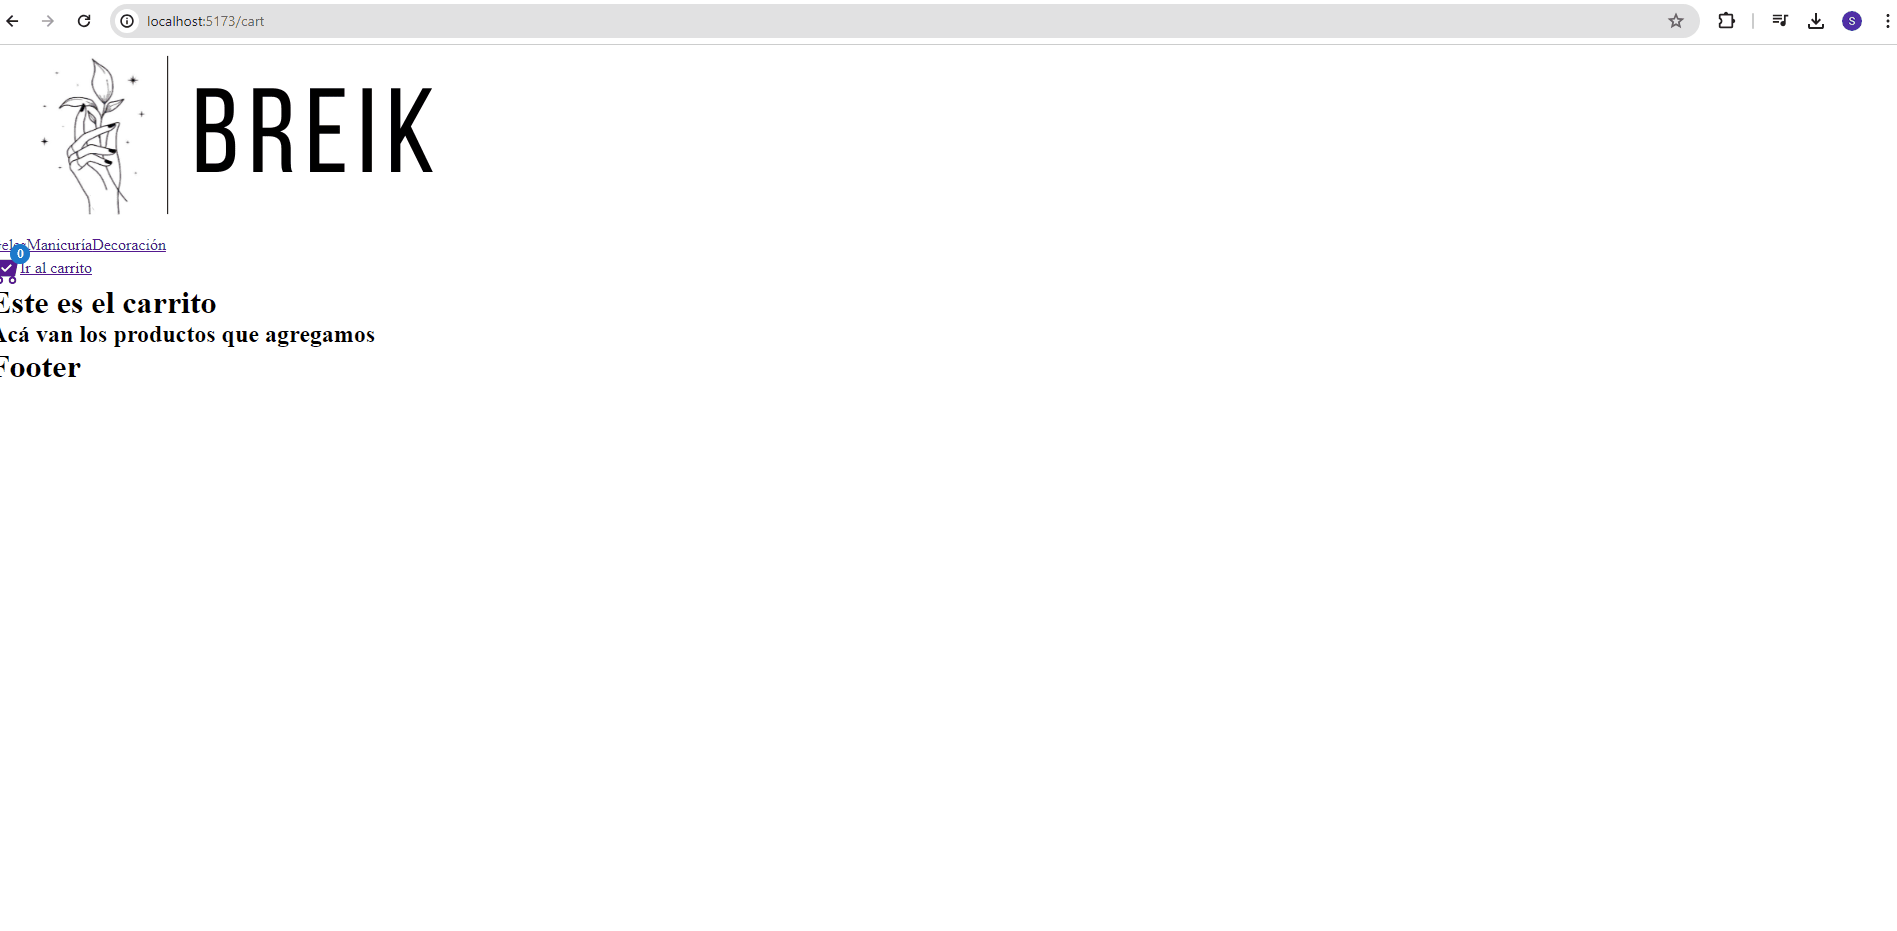 localhost:5173/cart
S
BREIK
ManicuríaDecoración
0
Ir al carrito
Este es el carrito
Acá van los productos que agregamos
Footer